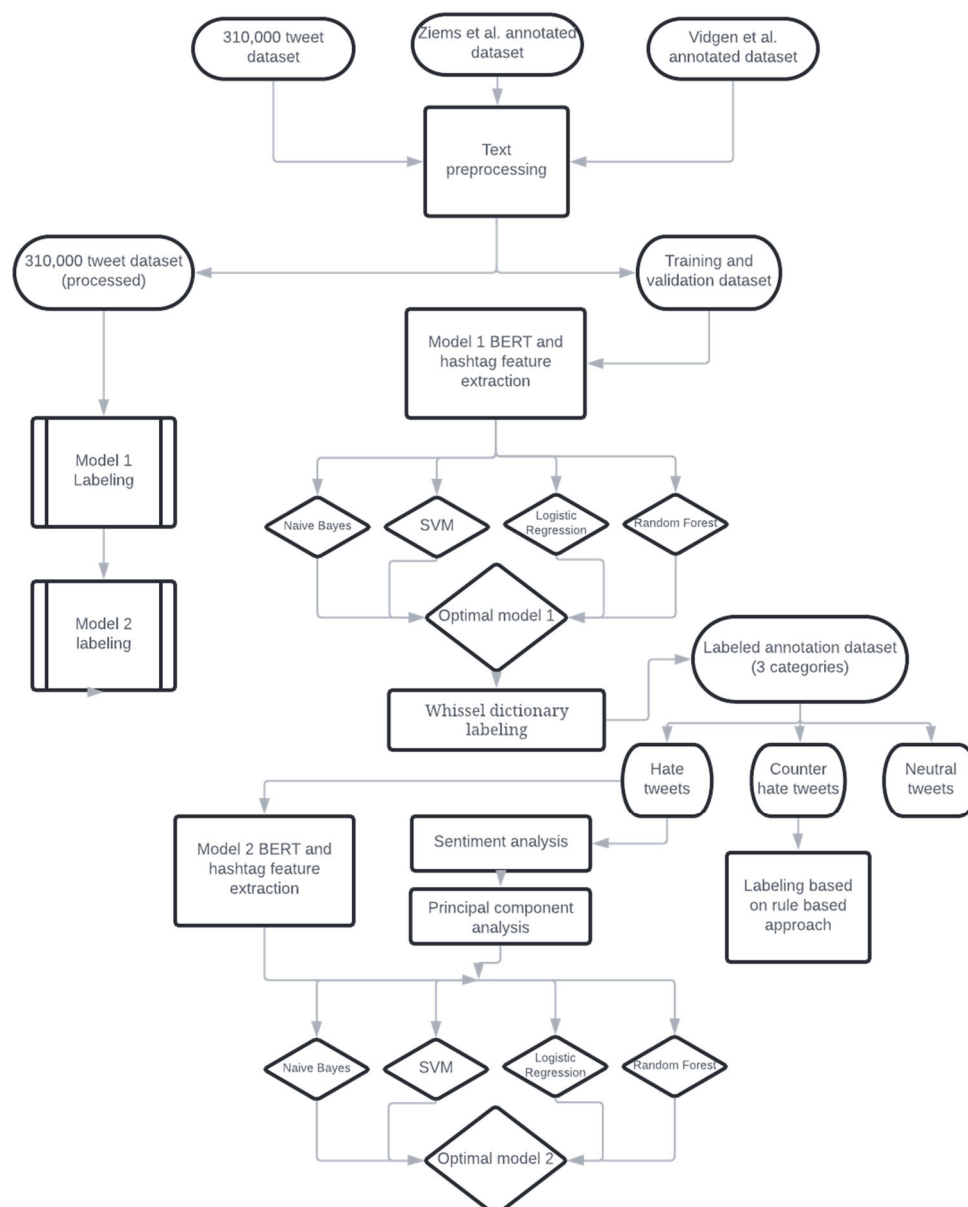 310,000 tweet
dataset
Ziems et al. annotated
dataset
Vidgen et al.
annotated dataset
Text
preprocessing
310,000 tweet dataset
(processed)
Training and
validation dataset
Model 1 BERT and
hashtag feature
extraction
Model 1
Labeling
Naive Bayes
SVM
Logistic
Regression
Random Forest
Model 2
labeling
Optimal model 1
Labeled annotation dataset
(3 categories)
Whissel dictionary
labeling
Hate
tweets
Counter
hate tweets
Neutral
tweets
Model 2 BERT and
hashtag feature
extraction
Sentiment analysis
Principal component
analysis
Labeling based
on rule based
approach
Naive Bayes
SVM
Logistic
Regression
Random Forest
Optimal model 2